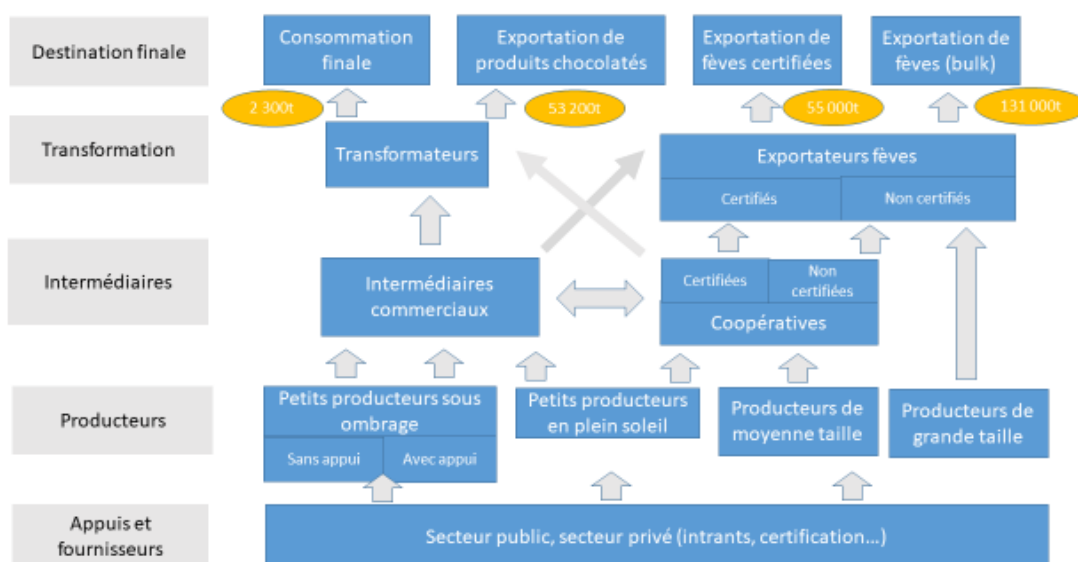 Destination finale
Consommation
finale
Exportation de
produits chocolatés
Exportation de
fèves certifiées
Exportation de
fèves (bulk)
2 300t
53 200t
55 000t
131 000t
Transformation
Transformateurs
Exportateurs fèves
Certifiés
Non certifiés
Intermédiaires
Intermédiaires
commerciaux
Certifiées
Non
certifiées
Coopératives
Producteurs
Petits producteurs sous
ombrage
Sans appui
Avec appui
Petits producteurs
en plein soleil
Producteurs de
moyenne taille
Producteurs de
grande taille
Appuis et
fournisseurs
Secteur public, secteur privé (intrants, certification...)